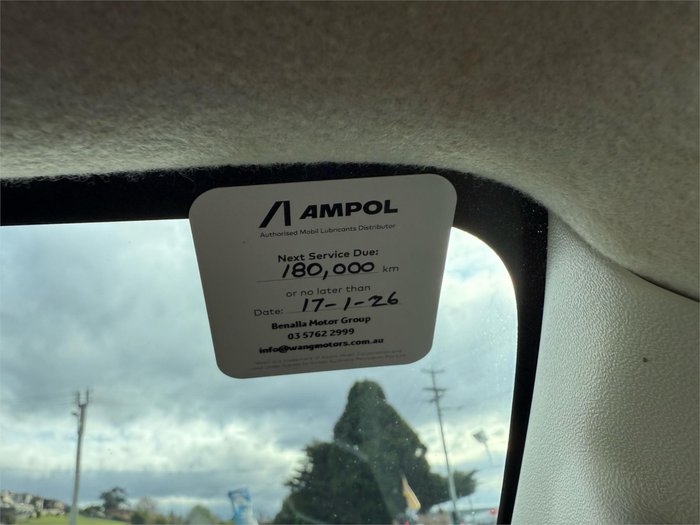 AMPOL
Authorised Mobil Lubricants Distributor
Next Service Due:
180,000 km
or no later than
Date: 17-1-26
Benalla Motor Group
03 5762 2999
info@wangmotors.com.au